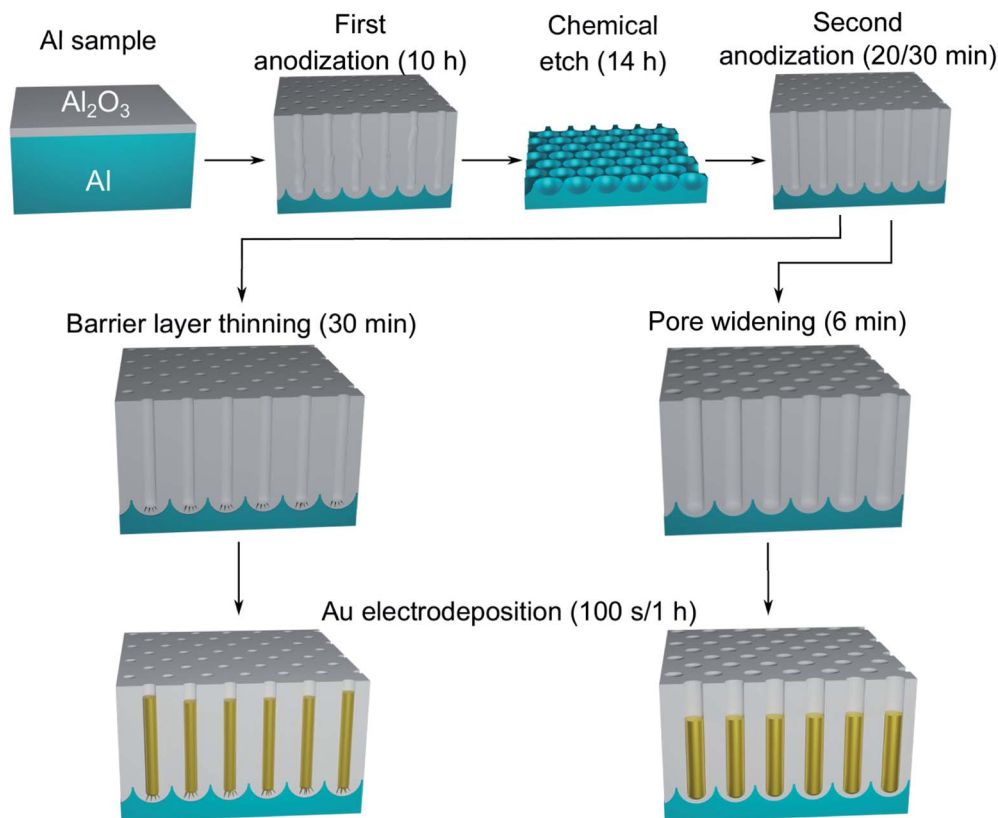 Al sample
Al₂O₃
Al
First
anodization (10 h)
Chemical
etch (14 h)
Second
anodization (20/30 min)
Barrier layer thinning (30 min)
Pore widening (6 min)
Au electrodeposition (100 s/1 h)